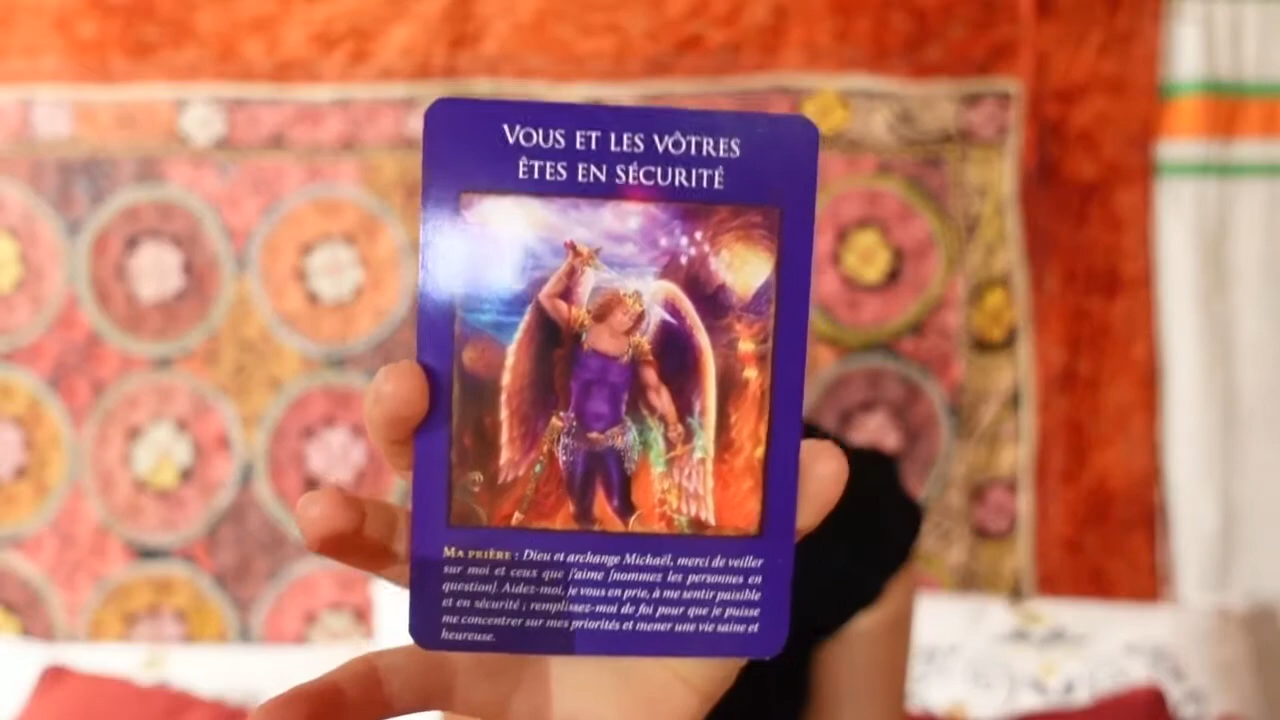 VOUS ET LES VÔTRES
ÊTES EN SÉCURITÉ
MA PRIÈRE : Dieu et archange Michaël, merci de veiller
sur moi et ceux que j'aime [nommez les personnes en
question]. Aidez-moi, je vous en prie, à me sentir paisible
et en sécurité ; remplissez-moi de foi pour que je puisse
me concentrer sur mes priorités et mener une vie saine et
heureuse.